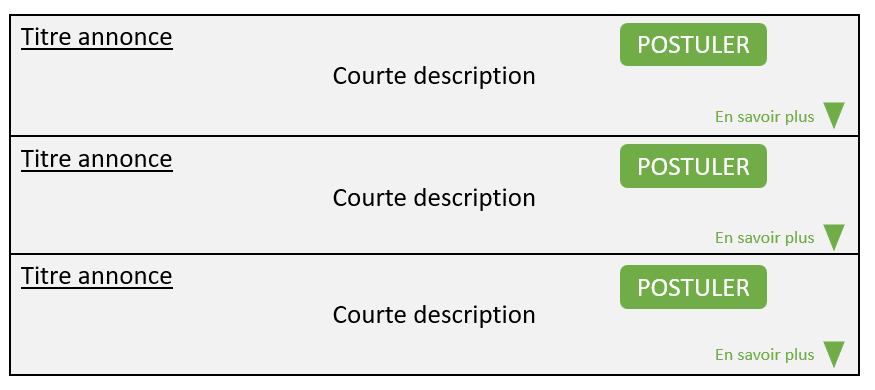 Titre annonce
POSTULER
Courte description
En savoir plus
Titre annonce
POSTULER
Courte description
En savoir plus
Titre annonce
POSTULER
Courte description
En savoir plus